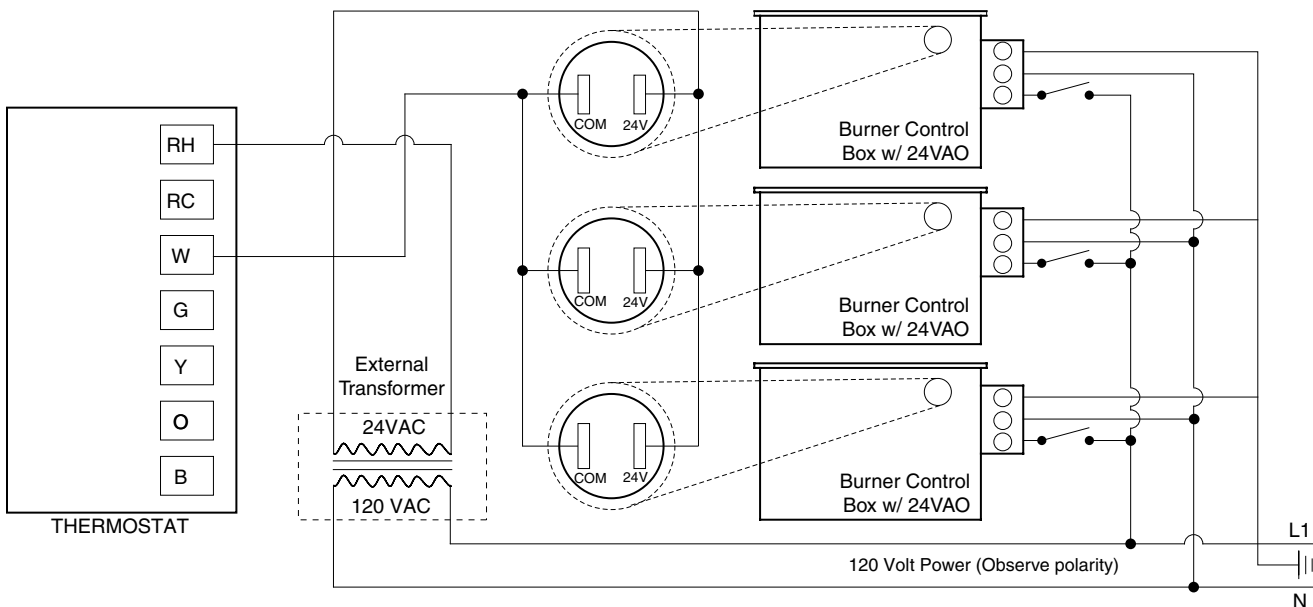 RH
RC
W
G
Y
O
B
THERMOSTAT
External
Transformer
24VAC
120 VAC
COM 24V
COM 24V
COM 24V
Burner Control
Box w/ 24VAO
Burner Control
Box w/ 24VAO
Burner Control
Box w/ 24VAO
L1
120 Volt Power (Observe polarity)
N